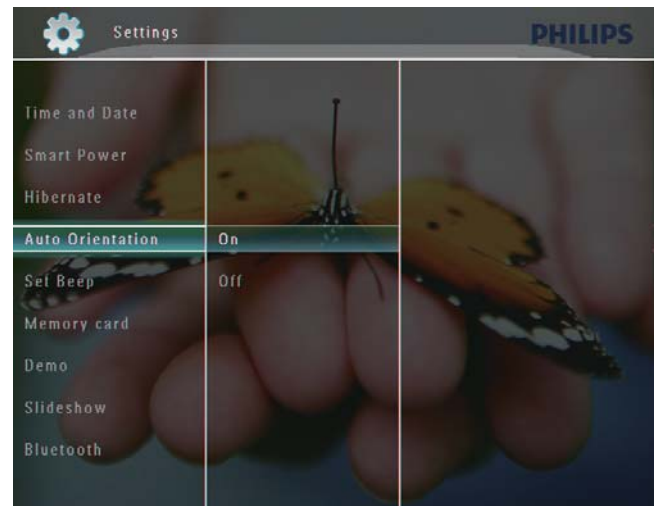 Settings
PHILIPS
Time and Date
Smart Power
Hibernate
Auto Orientation
On
Set Beep
Off
Memory card
Demo
Slideshow
Bluetooth